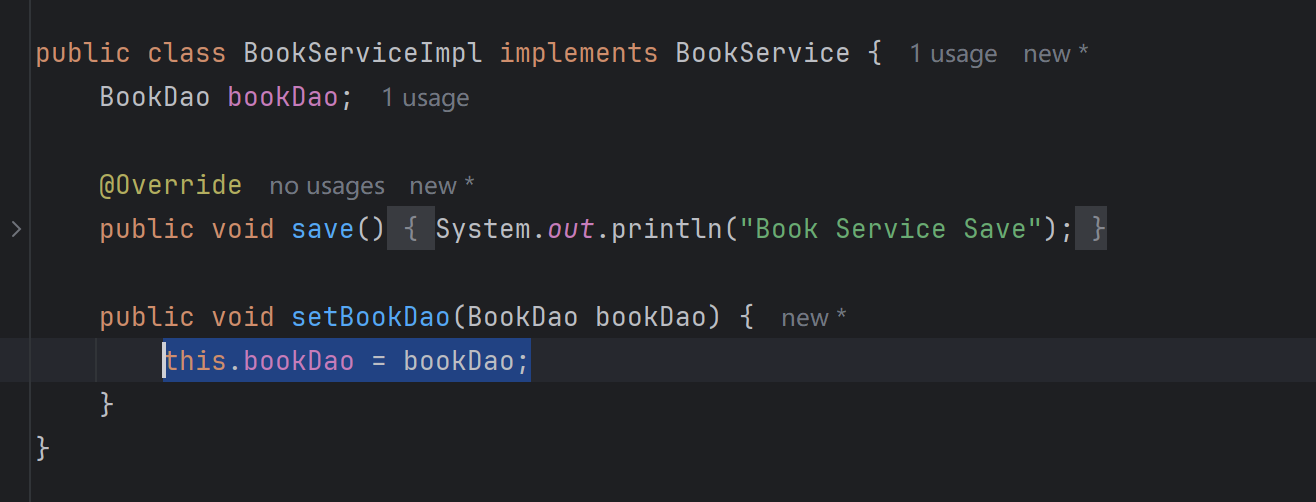 public class BookServiceImpl implements BookService { 1 usage new *
BookDao bookDao; 1 usage
@Override no usages new *
public void save() { System.out.println("Book Service Save"); }
public void setBookDao(BookDao bookDao) { new *
this.bookDao = bookDao;
}
}